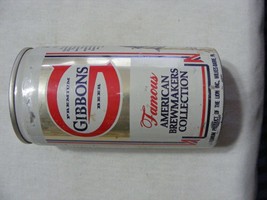 PREMIUM
GIBBONS
BEER
Famous
AMERICAN
BREWMAKERS
COLLECTION